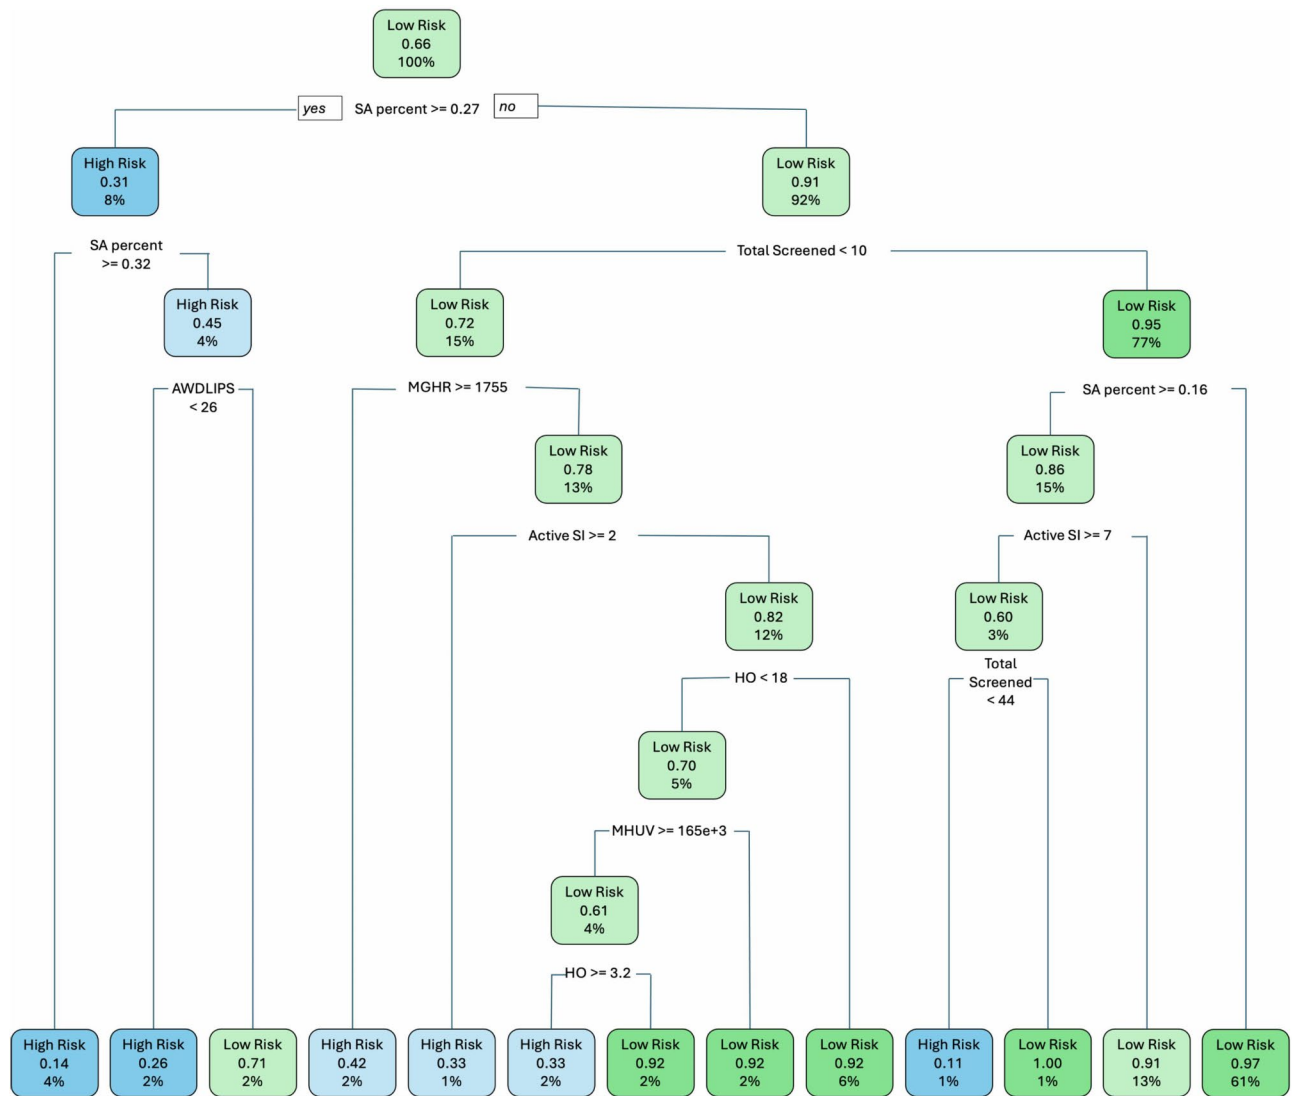 Low Risk
0.66
100%
yes
SA percent >= 0.27
no
High Risk
0.31
8%
Low Risk
0.91
92%
SA percent
>= 0.32
Total Screened < 10
High Risk
0.45
4%
Low Risk
0.72
15%
Low Risk
0.95
77%
AWDLIPS
< 26
MGHR >= 1755
SA percent >= 0.16
Low Risk
0.78
13%
Low Risk
0.86
15%
Active SI >= 2
Active SI >= 7
Low Risk
0.82
12%
Low Risk
0.60
3%
HO < 18
Total
Screened
< 44
Low Risk
0.70
5%
MHUV >= 165e+3
Low Risk
0.61
4%
HO >= 3.2
High Risk
0.14
4%
High Risk
0.26
2%
Low Risk
0.71
2%
High Risk
0.42
2%
High Risk
0.33
1%
High Risk
0.33
2%
Low Risk
0.92
2%
Low Risk
0.92
2%
Low Risk
0.92
6%
High Risk
0.11
1%
Low Risk
1.00
1%
Low Risk
0.91
13%
Low Risk
0.97
61%